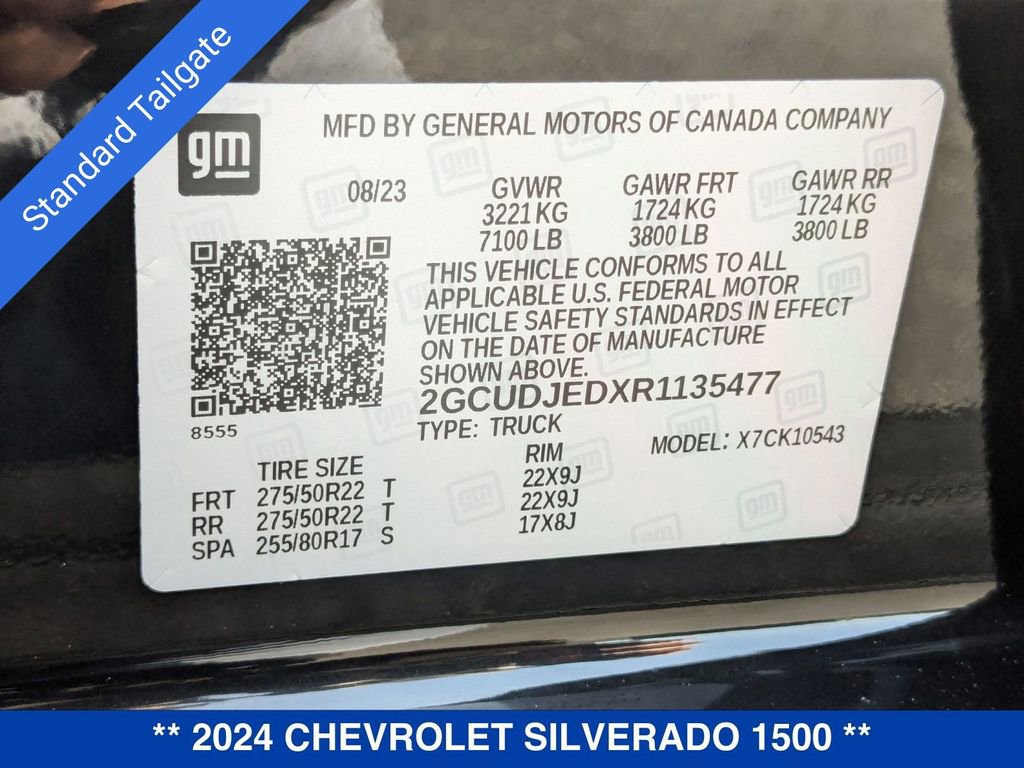 Standard Tailgate
gm
MFD BY GENERAL MOTORS OF CANADA COMPANY
08/23 GVWR GAWR FRT GAWR RR
3221 KG 1724 KG 1724 KG
7100 LB 3800 LB 3800 LB
THIS VEHICLE CONFORMS TO ALL
APPLICABLE U.S. FEDERAL MOTOR
VEHICLE SAFETY STANDARDS IN EFFECT
ON THE DATE OF MANUFACTURE
SHOWN ABOVE.
2GCUDJEDXR1135477
8555
TYPE: TRUCK MODEL: X7CK10543
TIRE SIZE RIM
FRT 275/50R22 T 22X9J
RR 275/50R22 T 22X9J
SPA 255/80R17 S 17X8J
** 2024 CHEVROLET SILVERADO 1500 **